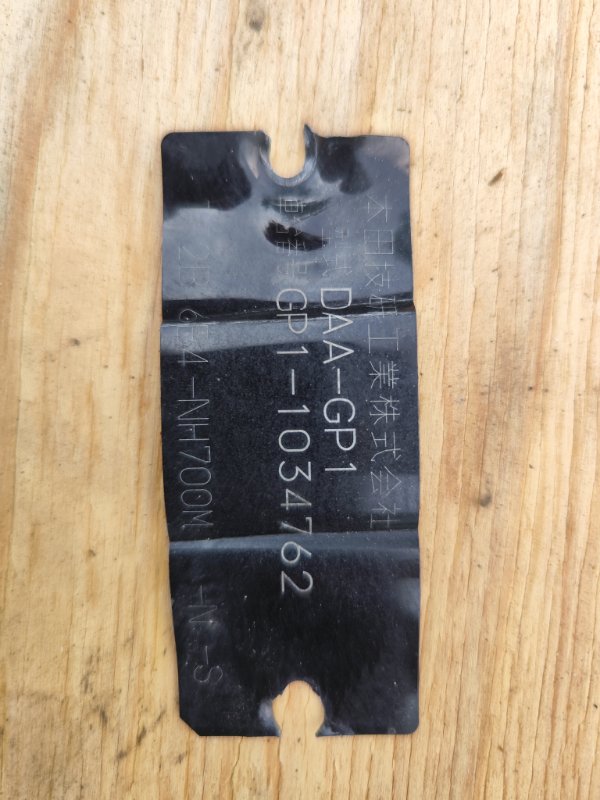 本田技研工業株式会社
型式 DAA-GP1
車台番号 GP1-1034762
6E4-NH700M